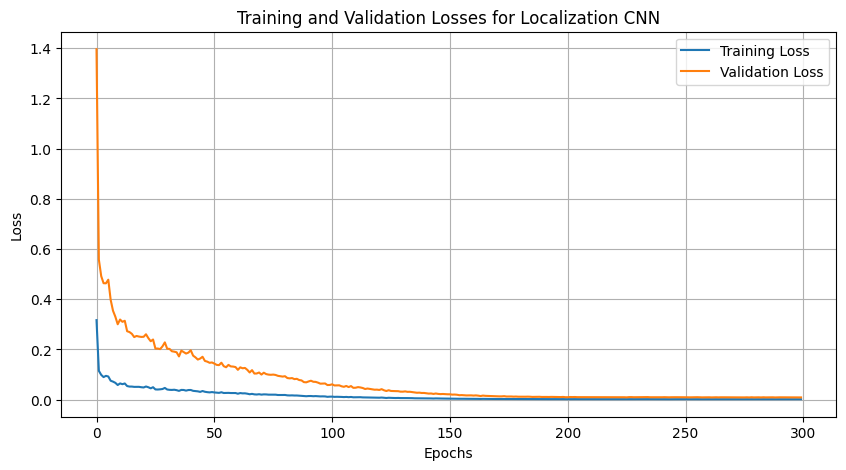 Training and Validation Losses for Localization CNN
Training Loss
Validation Loss
Loss
1.4
1.2
1.0
0.8
0.6
0.4
0.2
0.0
0 50 100 150 200 250 300
Epochs